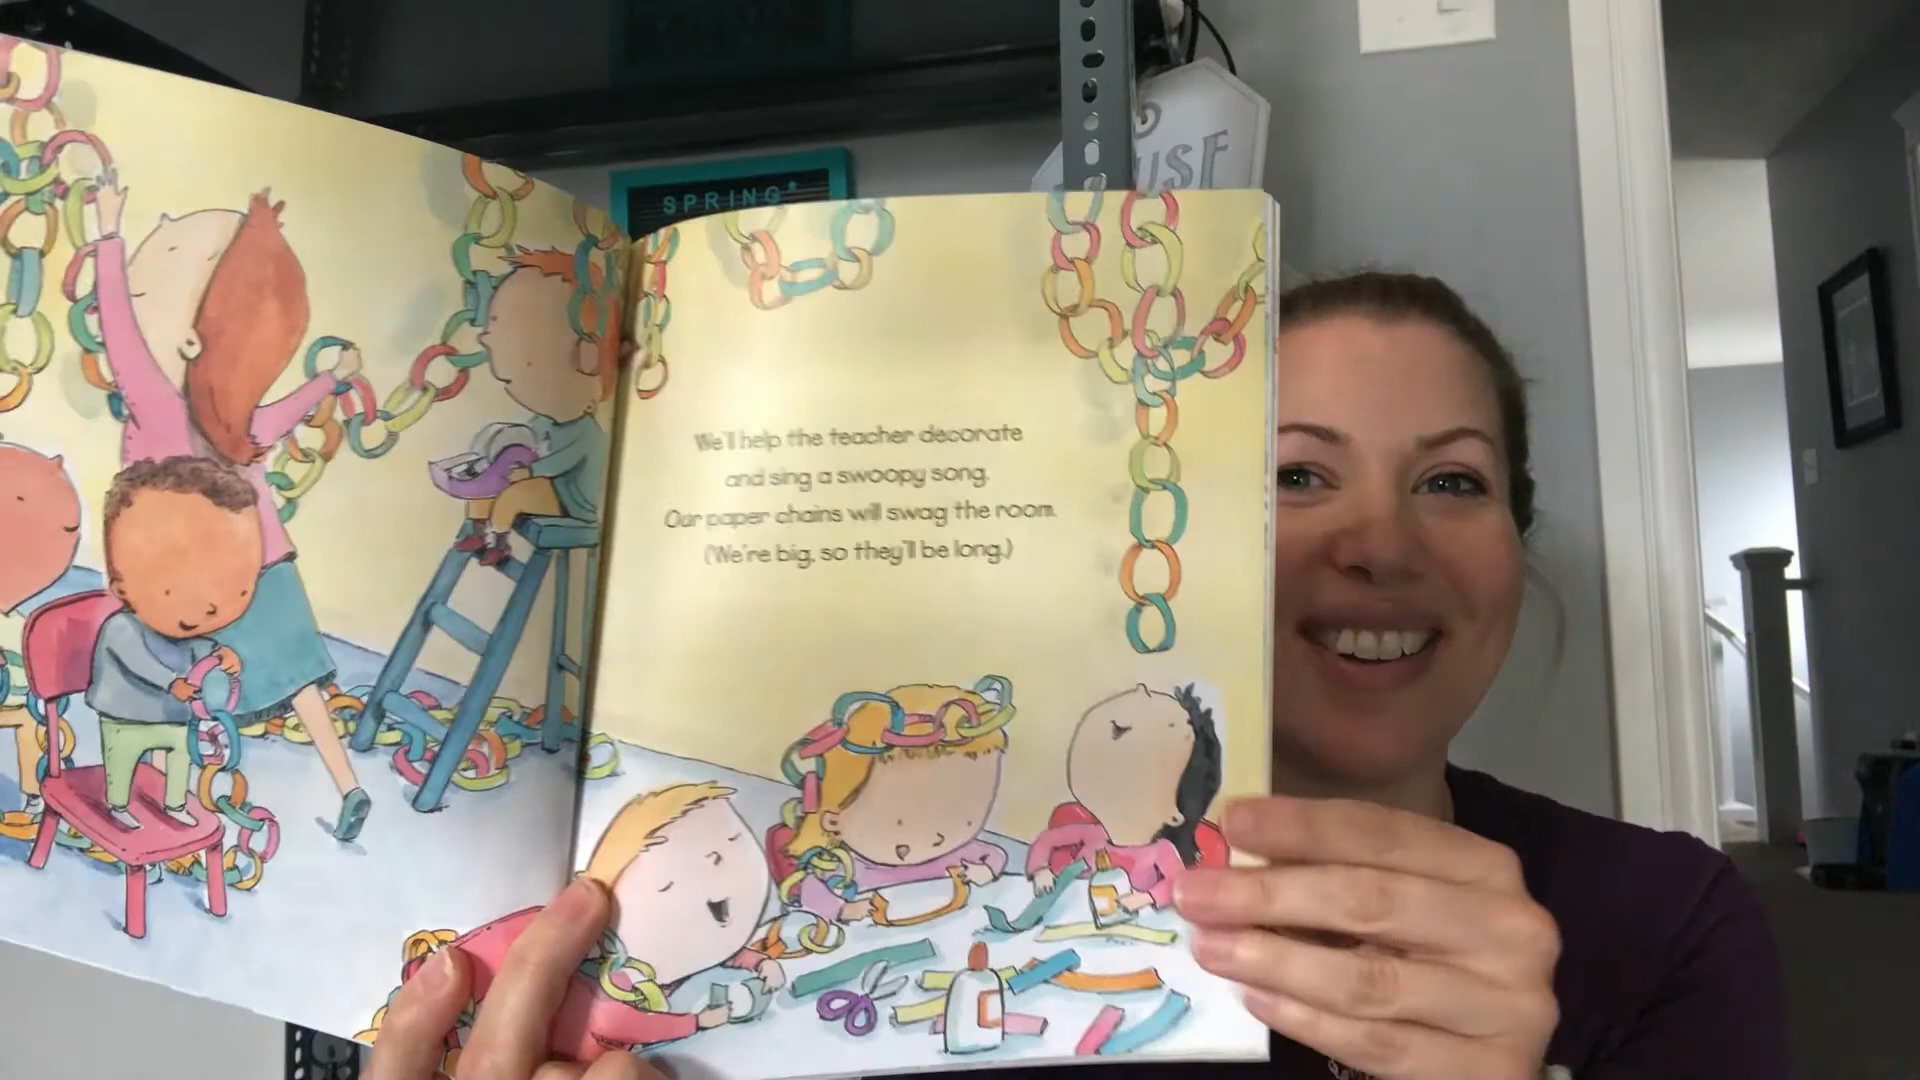 SPRING
We'll help the teacher decorate
and sing a swoopy song.
Our paper chains will swag the room.
(We're big, so they'll be long.)